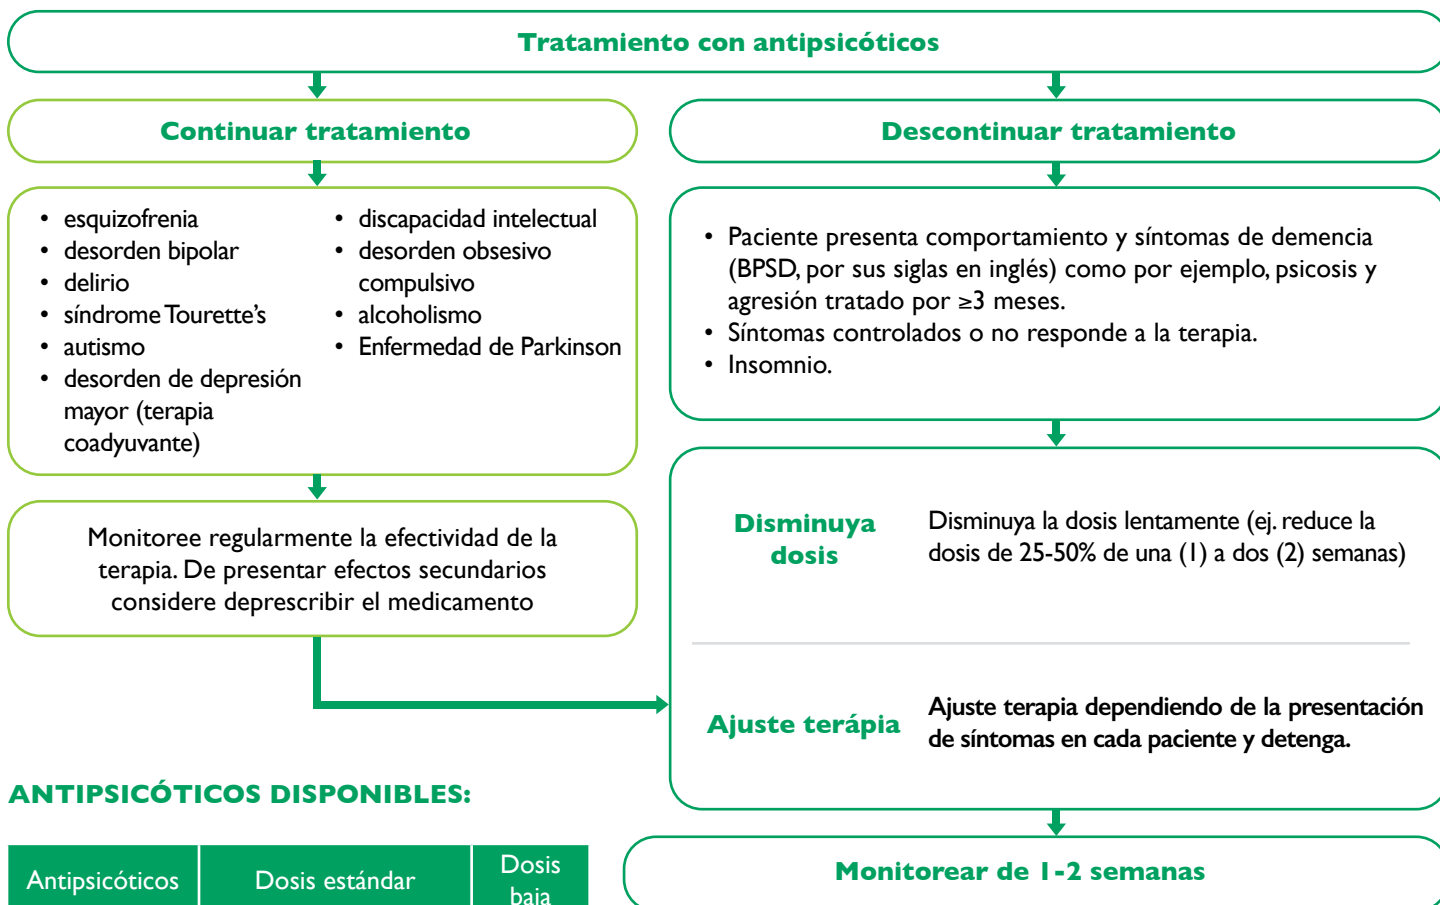 Tratamiento con antipsicóticos
Continuar tratamiento
• esquizofrenia
• desorden bipolar
• delirio
• síndrome Tourette’s
• autismo
• desorden de depresión
mayor (terapia
coadyuvante)
• discapacidad intelectual
• desorden obsesivo
compulsivo
• alcoholismo
• Enfermedad de Parkinson
Monitoree regularmente la efectividad de la
terapia. De presentar efectos secundarios
considere deprescribir el medicamento
Descontinuar tratamiento
• Paciente presenta comportamiento y síntomas de demencia
(BPSD, por sus siglas en inglés) como por ejemplo, psicosis y
agresión tratado por ≥3 meses.
• Síntomas controlados o no responde a la terapia.
• Insomnio.
Disminuya
dosis
Disminuya la dosis lentamente (ej. reduce la
dosis de 25-50% de una (1) a dos (2) semanas)
Ajuste terápia
Ajuste terapia dependiendo de la presentación
de síntomas en cada paciente y detenga.
Monitorear de 1-2 semanas
ANTIPSICÓTICOS DISPONIBLES:
Antipsicóticos
Dosis estándar
Dosis
baja